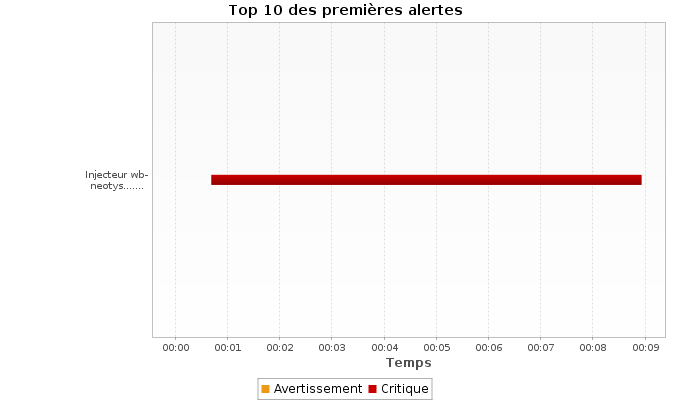 Top 10 des premières alertes
Injecteur wb-
neotys.......
00:00 00:01 00:02 00:03 00:04 00:05 00:06 00:07 00:08 00:09
Temps
Avertissement Critique